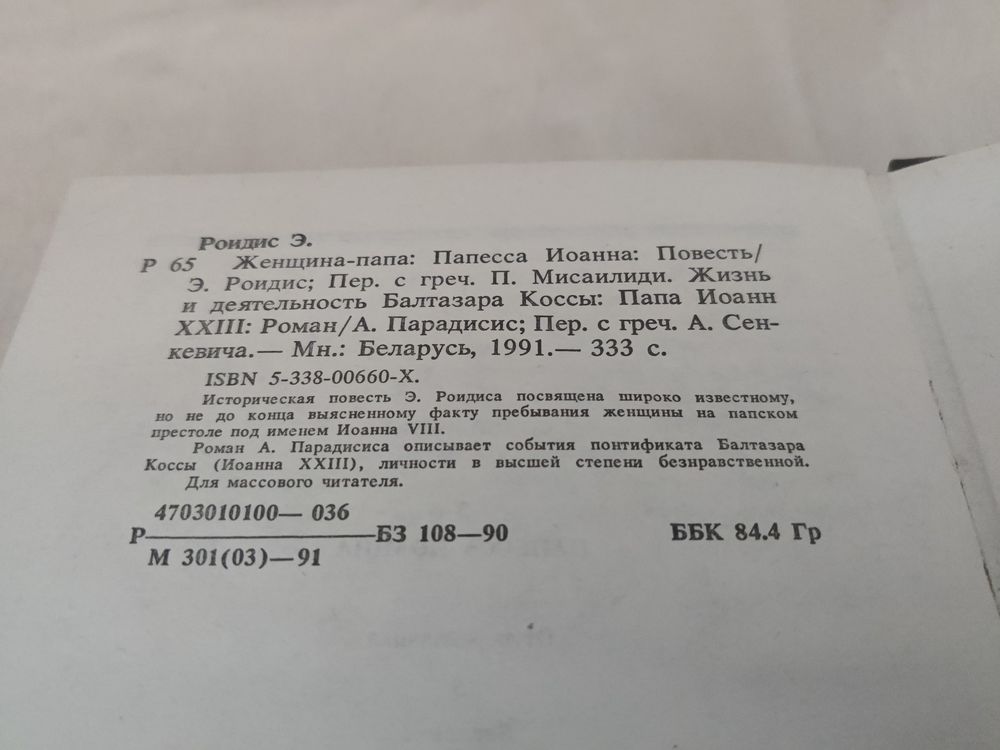 Роидис Э.
Р 65 Женщина-папа: Папесса Иоанна: Повесть/
Э. Роидис; Пер. с греч. П. Мисаилиди. Жизнь
и деятельность Балтазара Коссы: Папа Иоанн
XXIII: Роман/А. Парадисис; Пер. с греч. А. Сен-
кевича.— Мн.: Беларусь, 1991.— 333 с.
ISBN 5-338-00660-X.
Историческая повесть Э. Роидиса посвящена широко известному,
но не до конца выясненному факту пребывания женщины на папском
престоле под именем Иоанна VIII.
Роман А. Парадисиса описывает события понтификата Балтазара
Коссы (Иоанна XXIII), личности в высшей степени безнравственной.
Для массового читателя.
4703010100— 036
Р БЗ 108—90 ББК 84.4 Гр
М 301(03)—91